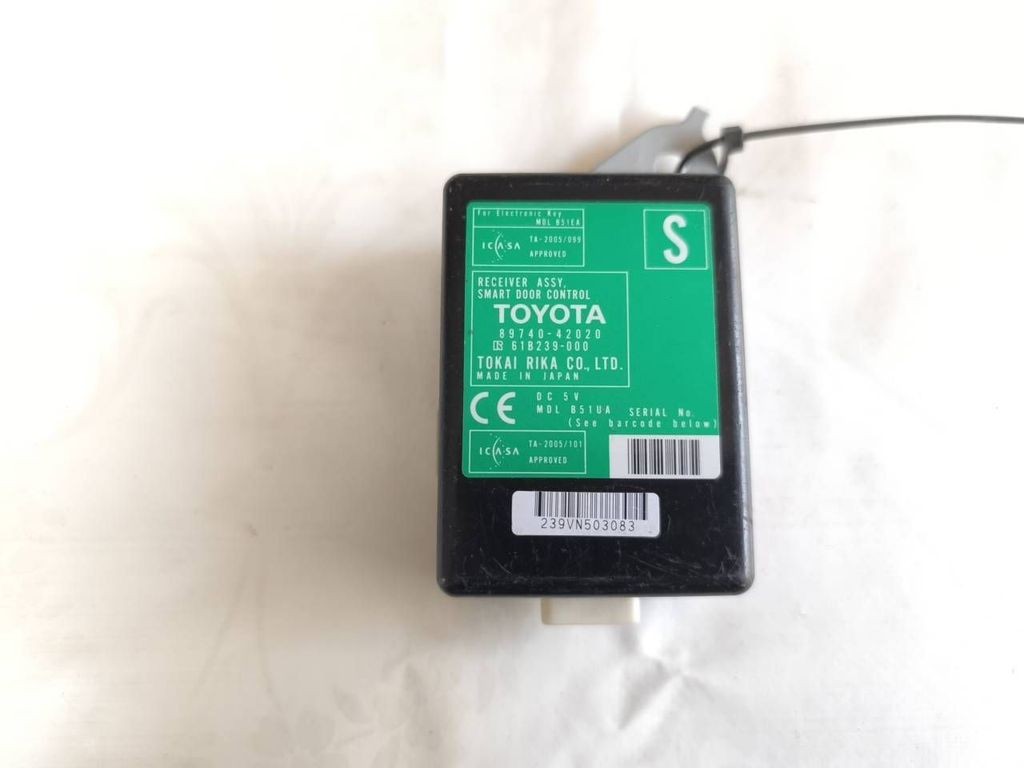 For Electronic Key
MDL B51EA
ICASA TA-2005/099
APPROVED
S
RECEIVER ASSY,
SMART DOOR CONTROL
TOYOTA
89740-42020
61B239-000
TOKAI RIKA CO., LTD.
MADE IN JAPAN
CE
DC 5V
MDL B51UA SERIAL No.
(See barcode below)
ICASA TA-2005/101
APPROVED
239VN503083